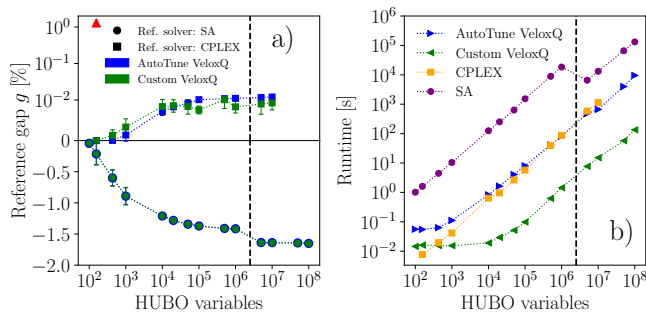 a)
Ref. solver: SA
Ref. solver: CPLEX
AutoTune VeloxQ
Custom VeloxQ
Reference gap g [%]
10^1
10^-2
0
−0.5
−1.0
−1.5
−2.0
10^2
10^3
10^4
10^5
10^6
10^7
10^8
HUBO variables
b)
AutoTune VeloxQ
Custom VeloxQ
CPLEX
SA
Runtime [s]
10^6
10^5
10^4
10^3
10^2
10^1
10^0
10^-1
10^-2
10^2
10^3
10^4
10^5
10^6
10^7
10^8
HUBO variables